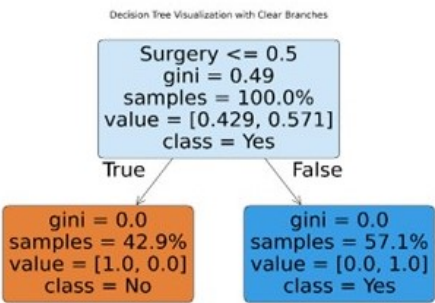 Decision Tree Visualization with Clear Branches
Surgery <= 0.5
gini = 0.49
samples = 100.0%
value = [0.429, 0.571]
class = Yes
True
False
gini = 0.0
samples = 42.9%
value = [1.0, 0.0]
class = No
gini = 0.0
samples = 57.1%
value = [0.0, 1.0]
class = Yes